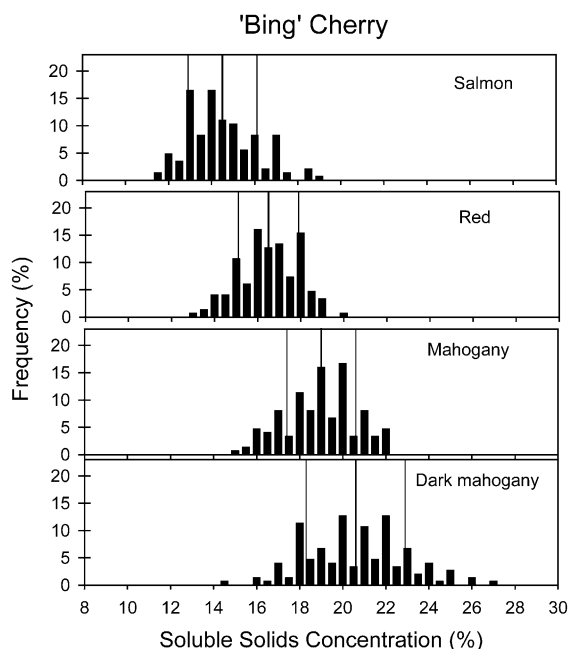 'Bing' Cherry
20
15
10
5
0
Salmon
20
15
10
5
0
Red
20
15
10
5
0
Mahogany
20
15
10
5
0
Dark mahogany
Frequency (%)
8 10 12 14 16 18 20 22 24 26 28 30
Soluble Solids Concentration (%)